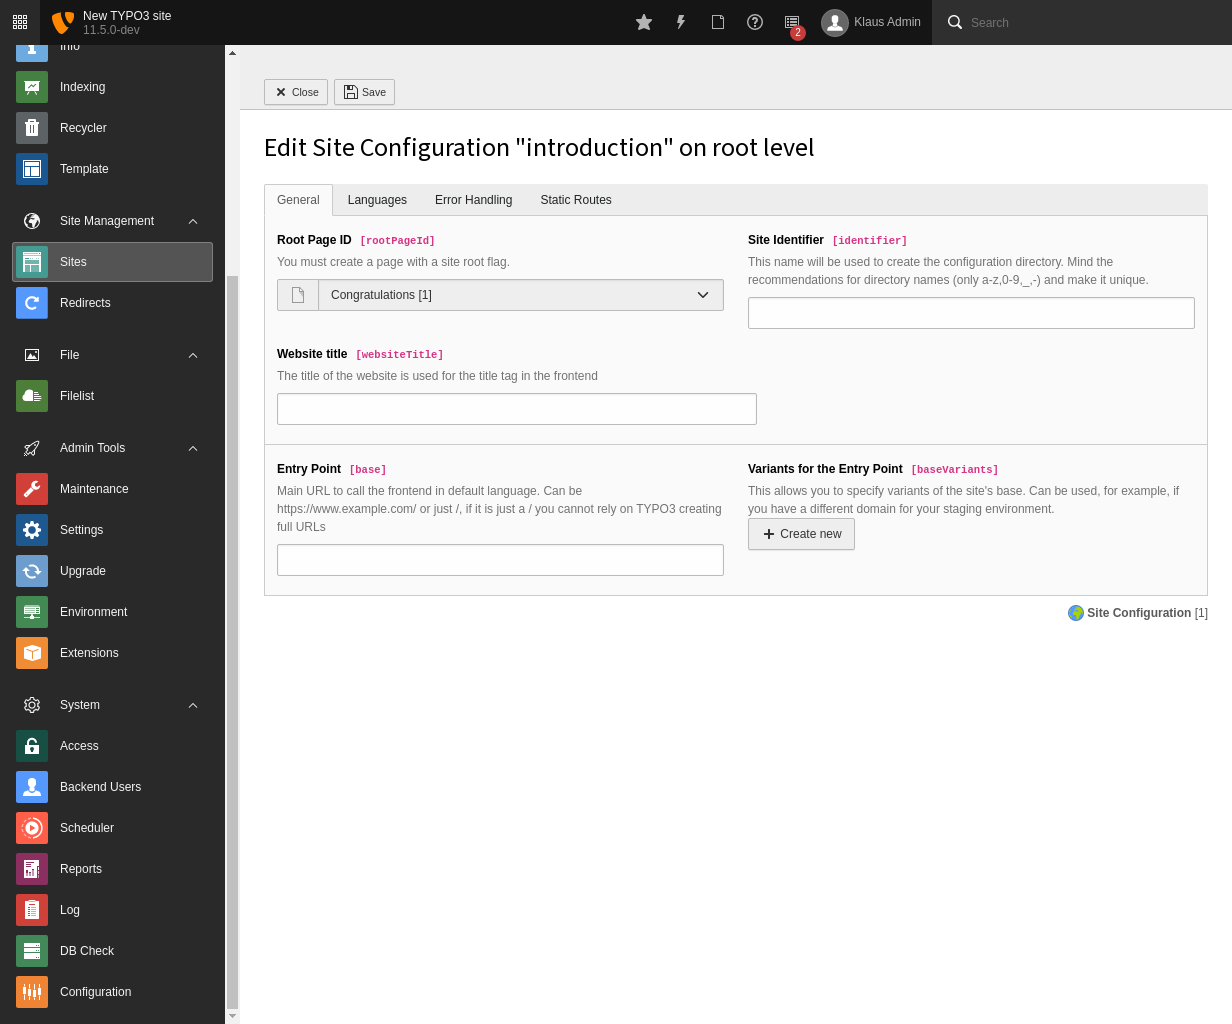 New TYPO3 site
11.5.0-dev
2
Klaus Admin
Search
Info
Indexing
Recycler
Template
Site Management
Sites
Redirects
File
Filelist
Admin Tools
Maintenance
Settings
Upgrade
Environment
Extensions
System
Access
Backend Users
Scheduler
Reports
Log
DB Check
Configuration
Close
Save
Edit Site Configuration "introduction" on root level
General
Languages
Error Handling
Static Routes
Root Page ID [rootPageId]
You must create a page with a site root flag.
Congratulations [1]
Site Identifier [identifier]
This name will be used to create the configuration directory. Mind the
recommendations for directory names (only a-z,0-9,_,-) and make it unique.
Website title [websiteTitle]
The title of the website is used for the title tag in the frontend
Entry Point [base]
Main URL to call the frontend in default language. Can be
https://www.example.com/ or just /, if it is just a / you cannot rely on TYPO3 creating
full URLs
Variants for the Entry Point [baseVariants]
This allows you to specify variants of the site's base. Can be used, for example, if
you have a different domain for your staging environment.
Create new
Site Configuration [1]